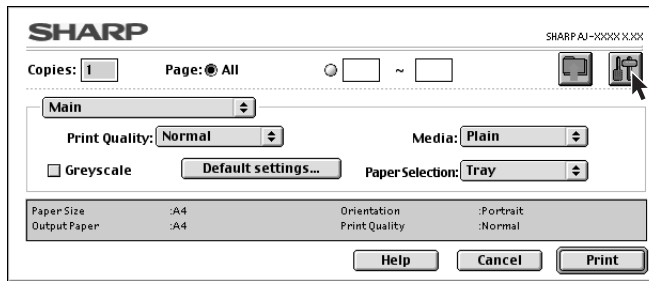 SHARP
SHARP AJ-XXXX X.XX
Copies: 1 Page: All ~
Main
Print Quality: Normal Media: Plain
Greyscale Default settings... Paper Selection: Tray
Paper Size :A4 Orientation :Portrait
Output Paper :A4 Print Quality :Normal
Help Cancel Print